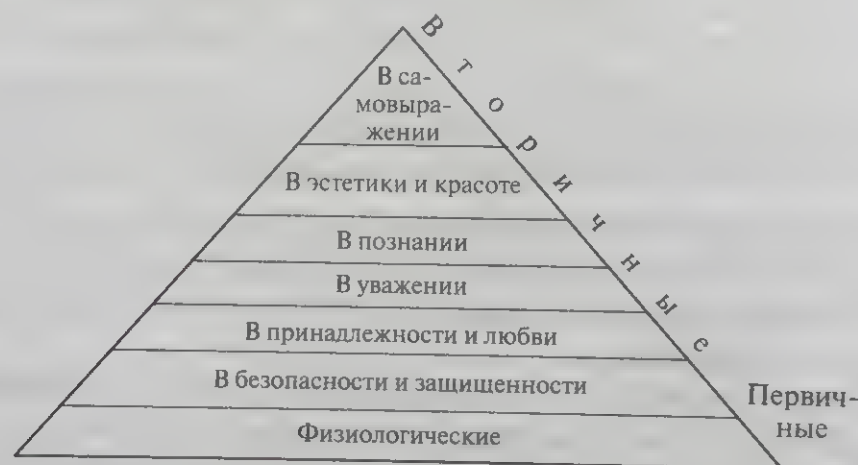 Вторичные
В са-
мовыра-
жении
В эстетики и красоте
В познании
В уважении
В принадлежности и любви
В безопасности и защищенности
Первич-
ные
Физиологические